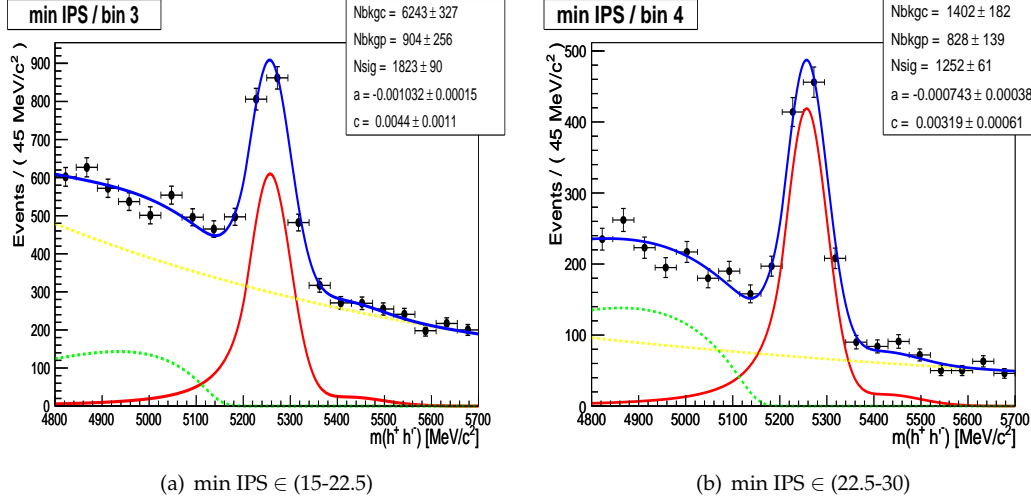 min IPS / bin 3
Nbkgc = 6243 ± 327
Nbkgp = 904 ± 256
Nsig = 1823 ± 90
a = -0.001032 ± 0.00015
c = 0.0044 ± 0.0011
Events / ( 45 MeV/c²)
900
800
700
600
500
400
300
200
100
0
4800 4900 5000 5100 5200 5300 5400 5500 5600 5700
m(h⁺ h'⁻) [MeV/c²]
(a) min IPS ∈ (15-22.5)
min IPS / bin 4
Nbkgc = 1402 ± 182
Nbkgp = 828 ± 139
Nsig = 1252 ± 61
a = -0.000743 ± 0.00038
c = 0.00319 ± 0.00061
Events / ( 45 MeV/c²)
500
400
300
200
100
0
4800 4900 5000 5100 5200 5300 5400 5500 5600 5700
m(h⁺ h'⁻) [MeV/c²]
(b) min IPS ∈ (22.5-30)